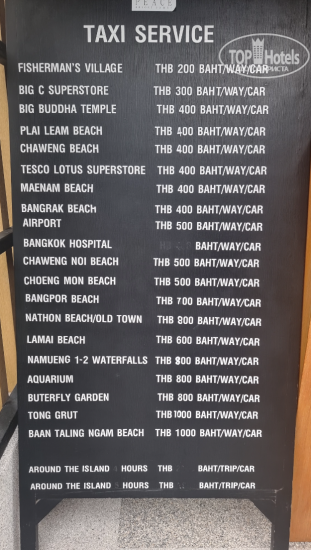 PEACE
TAXI SERVICE
TOP Hotels
FISHERMAN'S VILLAGE THB 200 BAHT/WAY/CAR
BIG C SUPERSTORE THB 300 BAHT/WAY/CAR
BIG BUDDHA TEMPLE THB 400 BAHT/WAY/CAR
PLAI LEAM BEACH THB 400 BAHT/WAY/CAR
CHAWENG BEACH THB 400 BAHT/WAY/CAR
TESCO LOTUS SUPERSTORE THB 400 BAHT/WAY/CAR
MAENAM BEACH THB 400 BAHT/WAY/CAR
BANGRAK BEACH THB 400 BAHT/WAY/CAR
AIRPORT THB 500 BAHT/WAY/CAR
BANGKOK HOSPITAL BAHT/WAY/CAR
CHAWENG NOI BEACH THB 500 BAHT/WAY/CAR
CHOENG MON BEACH THB 500 BAHT/WAY/CAR
BANGPOR BEACH THB 700 BAHT/WAY/CAR
NATHON BEACH/OLD TOWN THB 800 BAHT/WAY/CAR
LAMAI BEACH THB 600 BAHT/WAY/CAR
NAMUENG 1-2 WATERFALLS THB 800 BAHT/WAY/CAR
AQUARIUM THB 800 BAHT/WAY/CAR
BUTERFLY GARDEN THB 800 BAHT/WAY/CAR
TONG GRUT THB 1000 BAHT/WAY/CAR
BAAN TALING NGAM BEACH THB 1000 BAHT/WAY/CAR
AROUND THE ISLAND HOURS THB BAHT/TRIP/CAR
AROUND THE ISLAND HOURS THB BAHT/TRIP/CAR